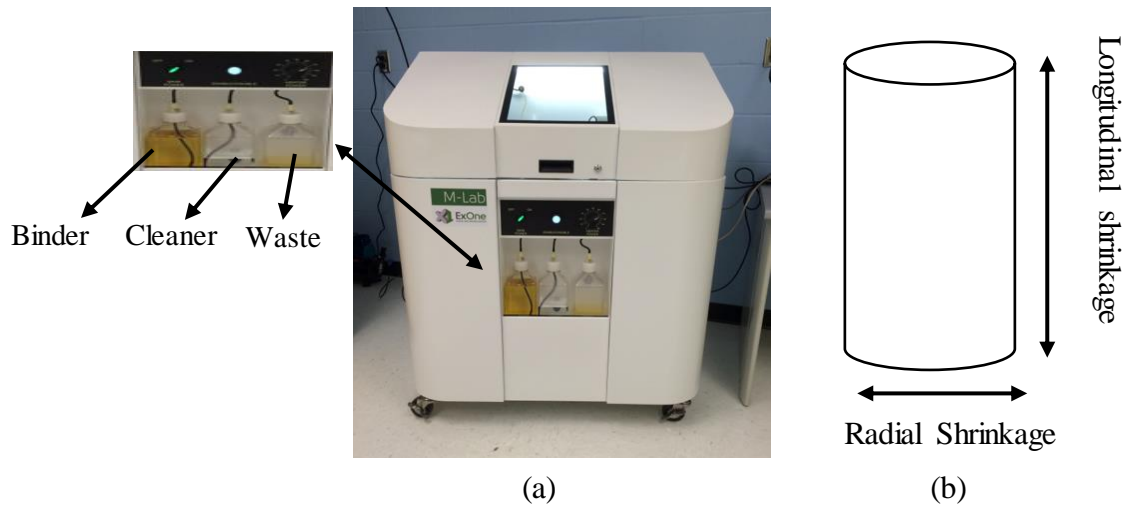 Binder
Cleaner
Waste
M-Lab
ExOne
(a)
Longitudinal shrinkage
Radial Shrinkage
(b)